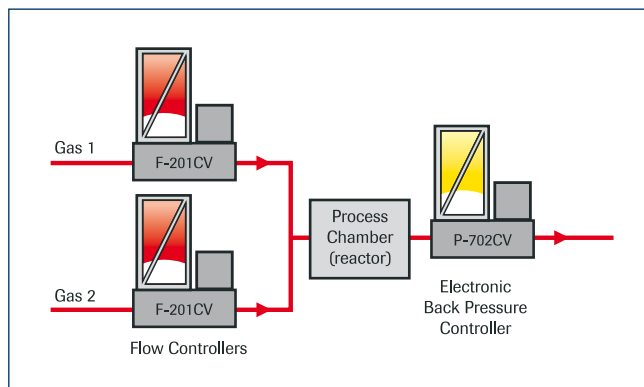 Gas 1
F-201CV
Gas 2
F-201CV
Flow Controllers
Process
Chamber
(reactor)
P-702CV
Electronic
Back Pressure
Controller